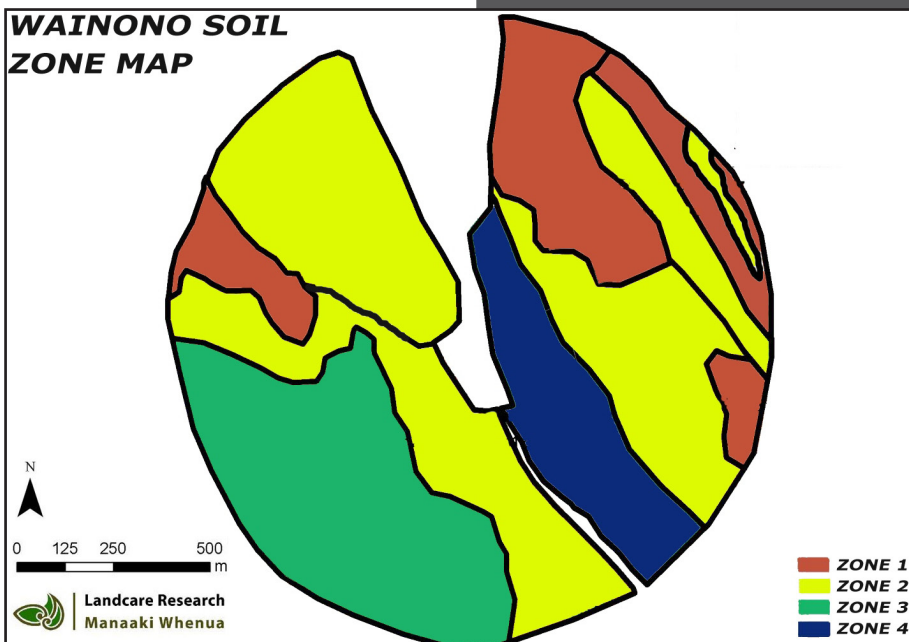 WAINONO SOIL
ZONE MAP
N
0 125 250 500
m
Landcare Research
Manaaki Whenua
ZONE 1
ZONE 2
ZONE 3
ZONE 4